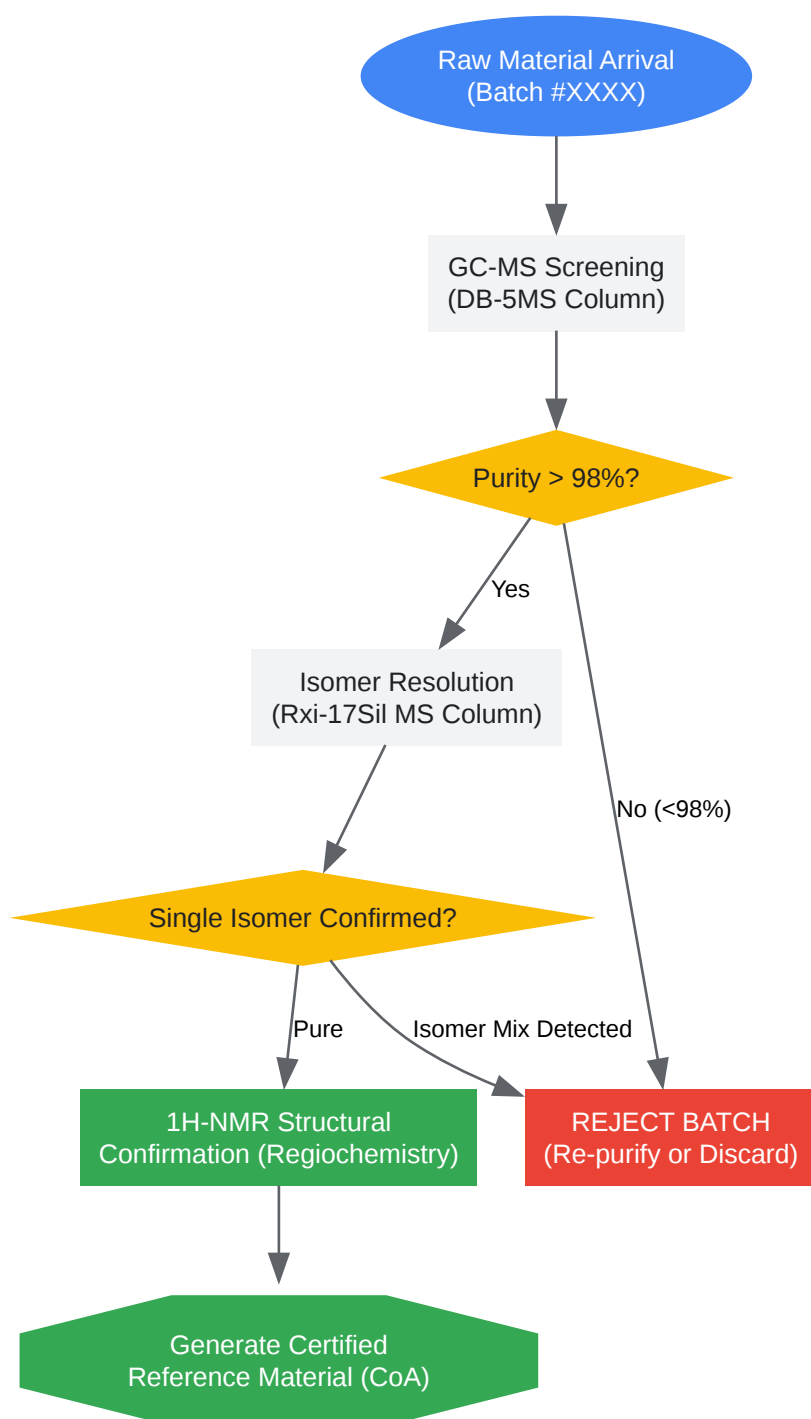 Raw Material Arrival
(Batch #XXXX)
GC-MS Screening
(DB-5MS Column)
Purity > 98%?
Yes
Isomer Resolution
(Rxi-17Sil MS Column)
No (<98%)
Single Isomer Confirmed?
Pure
Isomer Mix Detected
1H-NMR Structural
Confirmation (Regiochemistry)
REJECT BATCH
(Re-purify or Discard)
Generate Certified
Reference Material (CoA)